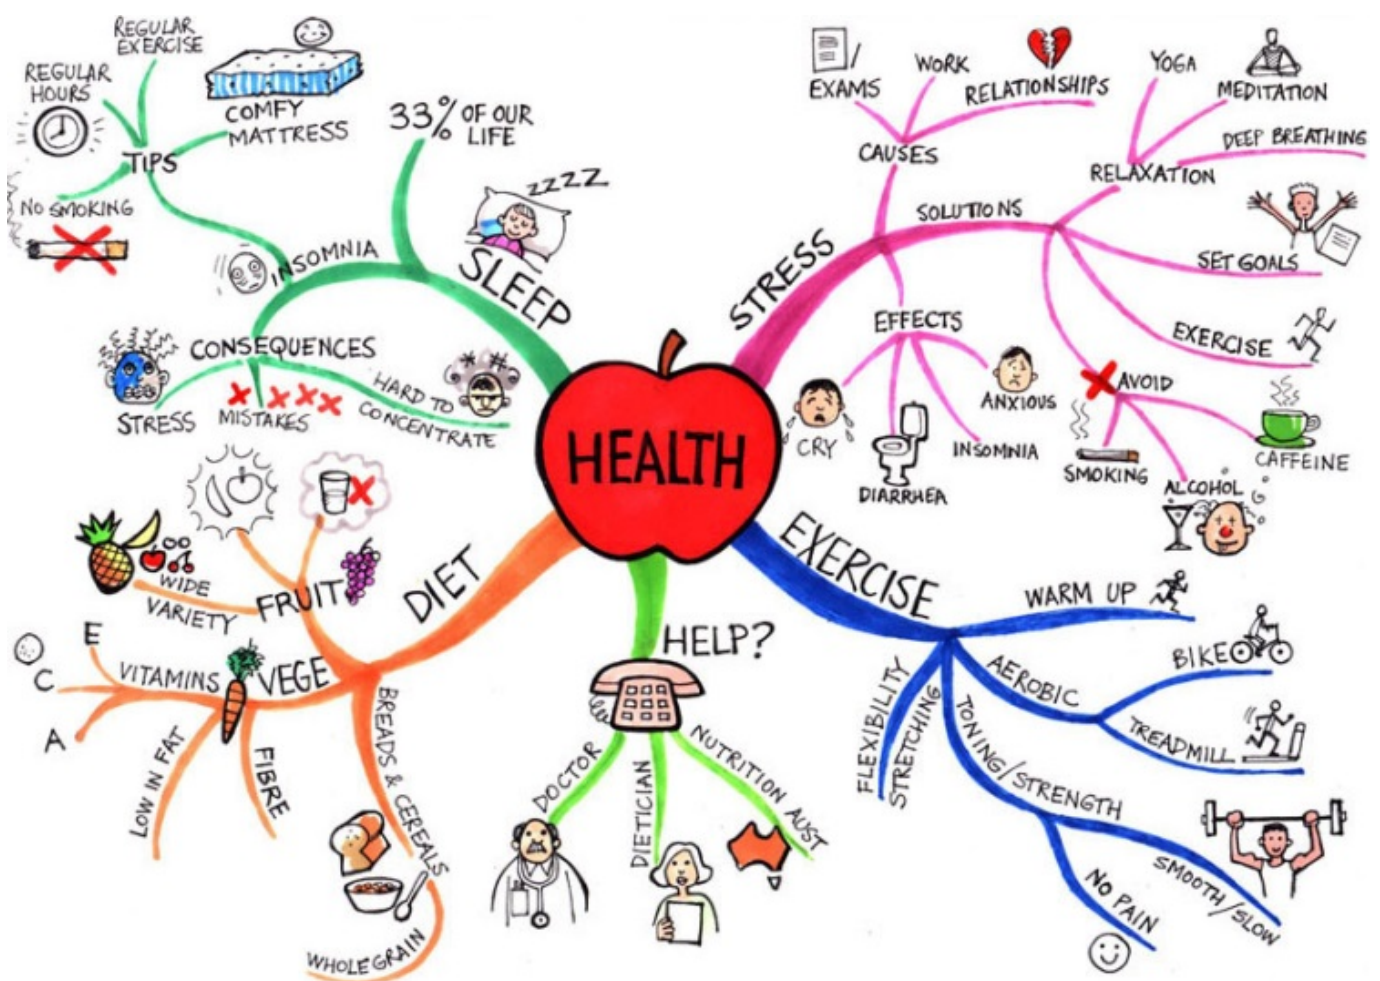 HEALTH
SLEEP
33% OF OUR
LIFE
ZZZZ
INSOMNIA
TIPS
REGULAR
EXERCISE
REGULAR
HOURS
COMFY
MATTRESS
NO SMOKING
CONSEQUENCES
STRESS
MISTAKES
HARD TO
CONCENTRATE
*#*
STRESS
CAUSES
EXAMS
WORK
RELATIONSHIPS
SOLUTIONS
RELAXATION
YOGA
MEDITATION
DEEP BREATHING
SET GOALS
EXERCISE
AVOID
SMOKING
ALCOHOL
CAFFEINE
EFFECTS
CRY
DIARRHEA
INSOMNIA
ANXIOUS
EXERCISE
WARM UP
AEROBIC
BIKE
TREADMILL
TONING/STRENGTH
SMOOTH/SLOW
NO PAIN
FLEXIBILITY
STRETCHING
HELP?
DOCTOR
DIETICIAN
NUTRITION AUST
DIET
FRUIT
WIDE
VARIETY
VEGE
VITAMINS
E
C
A
LOW IN FAT
FIBRE
BREADS & CEREALS
WHOLEGRAIN